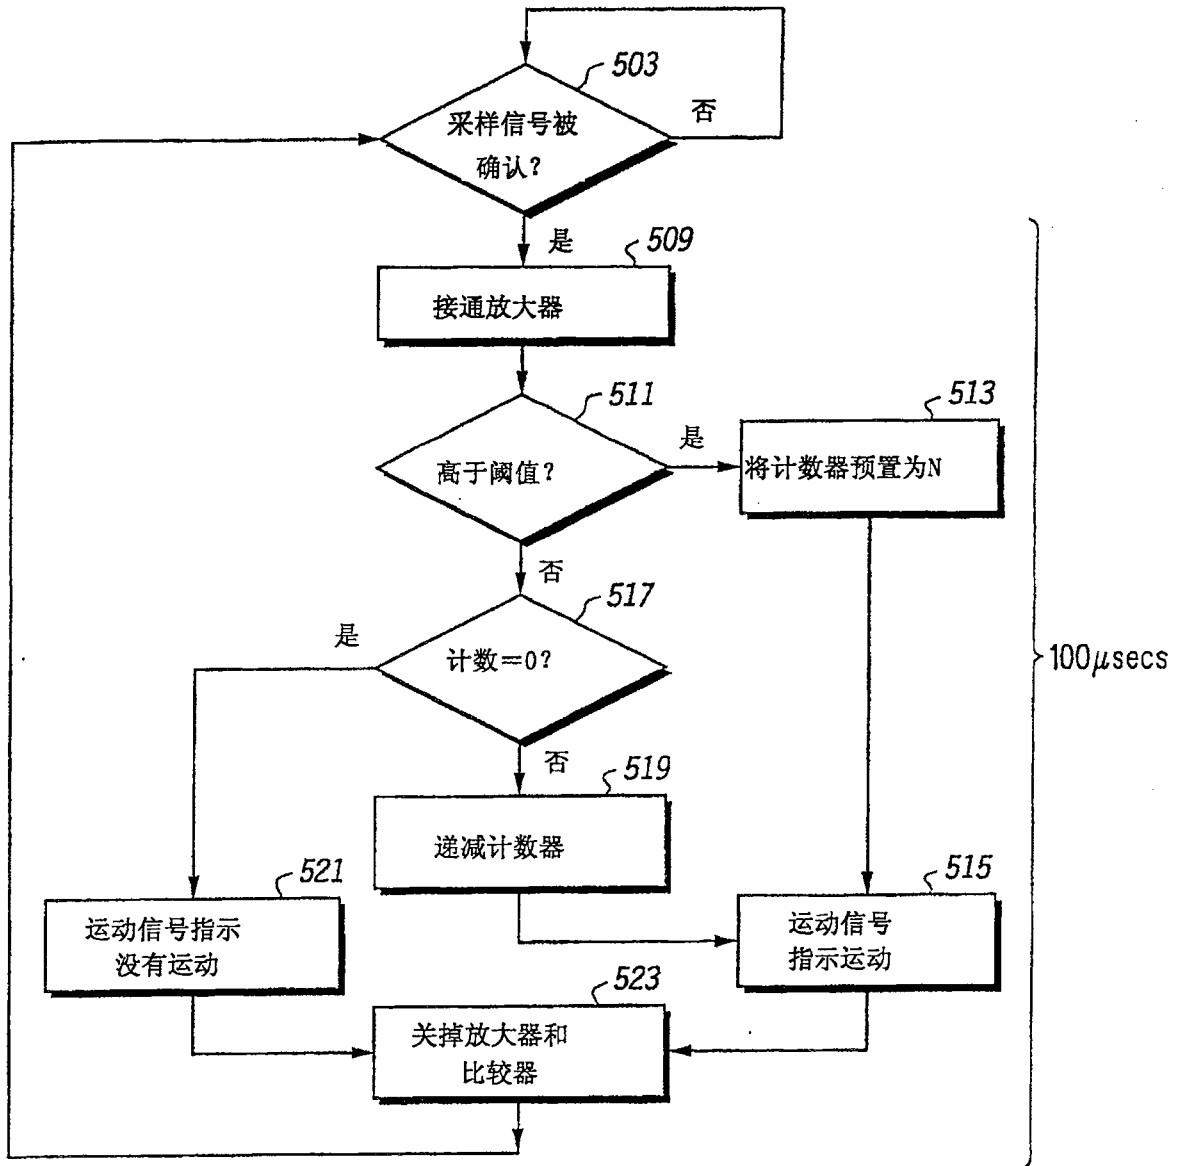 503
采样信号被
确认?
否
是
509
接通放大器
511
高于阈值?
是
513
将计数器预置为N
否
517
计数=0?
是
否
519
递减计数器
521
运动信号指示
没有运动
515
运动信号
指示运动
523
关掉放大器和
比较器
100μsecs